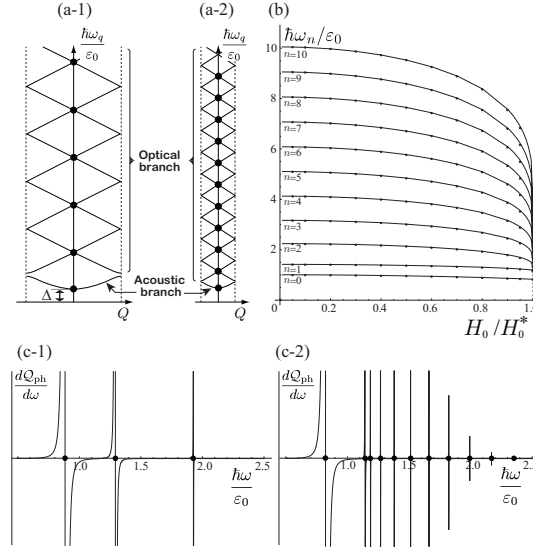 (a-1)
(a-2)
(b)
ħω_q/ε_0
ħω_q/ε_0
Optical
branch
Acoustic
branch
Δ
Q
Q
ħω_n/ε_0
10
8
6
4
2
n=10
n=9
n=8
n=7
n=6
n=5
n=4
n=3
n=2
n=1
n=0
0
0.2
0.4
0.6
0.8
1.0
H_0/H_0^*
(c-1)
dQ_ph/dω
1.0
1.5
2.0
2.5
ħω/ε_0
(c-2)
dQ_ph/dω
1.0
1.5
2.0
2.5
ħω/ε_0